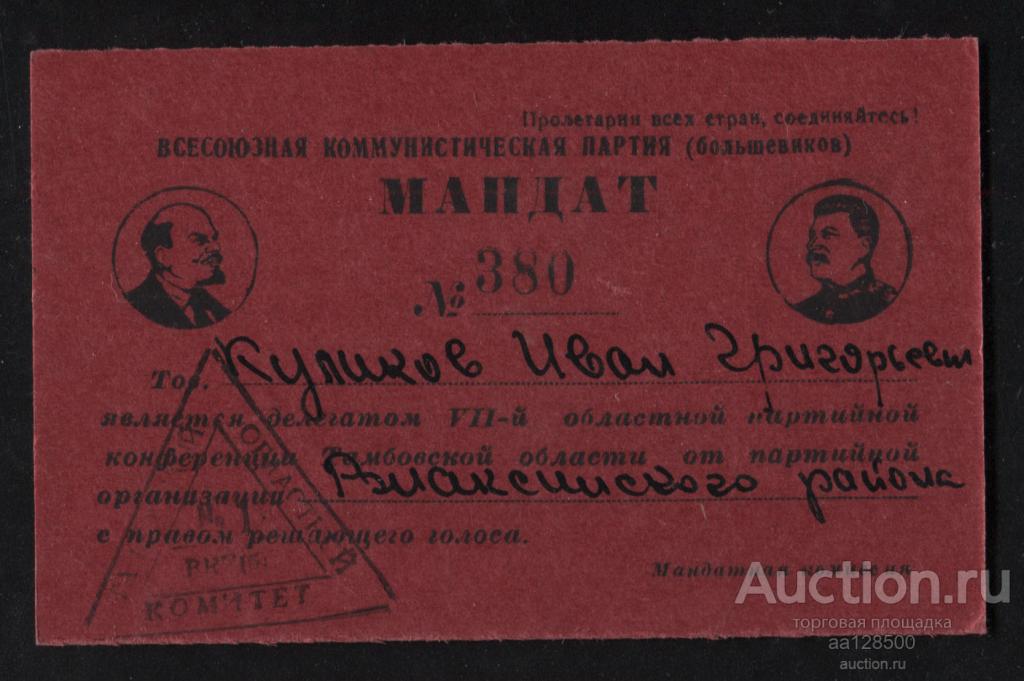 Пролетарии всех стран, соединяйтесь!
ВСЕСОЮЗНАЯ КОММУНИСТИЧЕСКАЯ ПАРТИЯ (большевиков)
МАНДАТ
№ 380
Тов. Куликов Иван Григорьевич
является делегатом VII-й областной партийной
конференции Тамбовской области от партийной
организации района
с правом решающего голоса.
Мандатная комиссия
КОМИТЕТ
Auction.ru
торговая площадка
aa128500
auction.ru